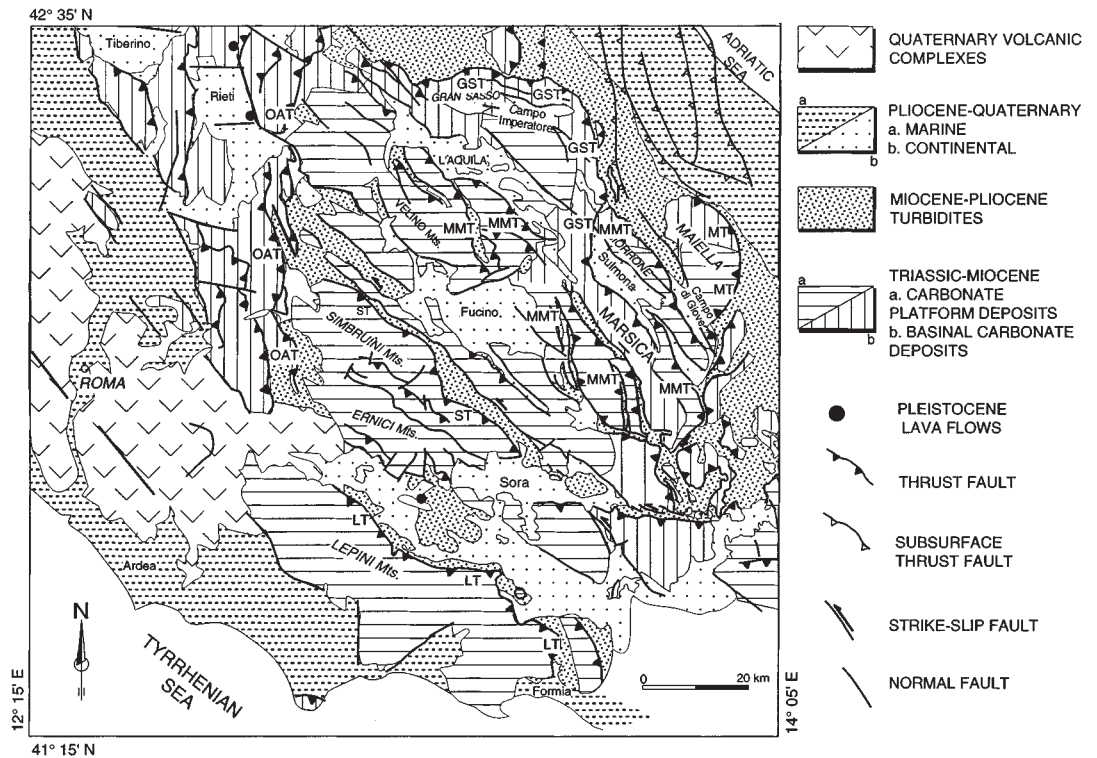 42° 35' N
Tiberino
Rieti
OAT
GST
GRAN SASSO
GST
Campo
Imperatore
GST
L'AQUILA
ADRIATIC
SEA
VELINO Mts.
MMT
MMT
GST
MMT
MORRONE
Sulmona
MAIELLA
MT
MT
Campo
di Giove
OAT
ST
SIMBRUINI Mts.
Fucino
MMT
MARSICA
MMT
MMT
OAT
ROMA
ST
ERNICI Mts.
Sora
LT
LEPINI Mts.
LT
LT
Ardea
Formia
N
TYRRHENIAN
SEA
0
20 km
12° 15' E
14° 05' E
41° 15' N
QUATERNARY VOLCANIC
COMPLEXES
a
b
PLIOCENE-QUATERNARY
a. MARINE
b. CONTINENTAL
MIOCENE-PLIOCENE
TURBIDITES
a
b
TRIASSIC-MIOCENE
a. CARBONATE
PLATFORM DEPOSITS
b. BASINAL CARBONATE
DEPOSITS
PLEISTOCENE
LAVA FLOWS
THRUST FAULT
SUBSURFACE
THRUST FAULT
STRIKE-SLIP FAULT
NORMAL FAULT